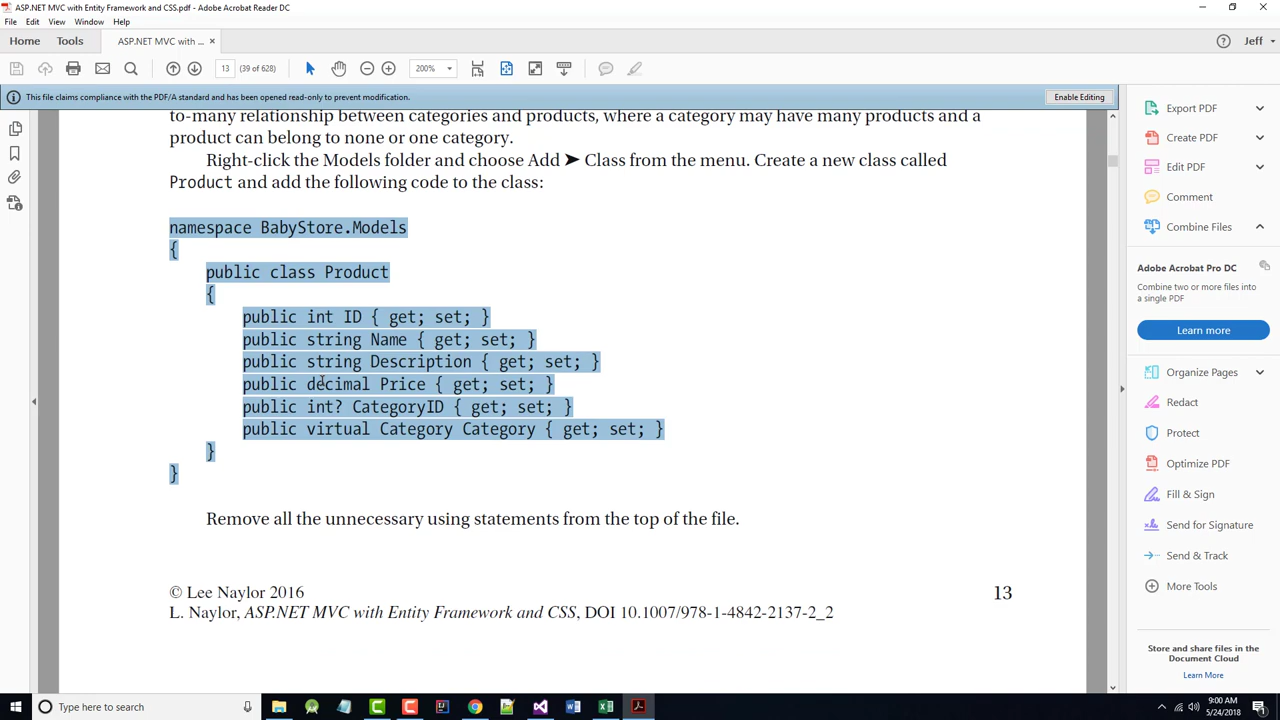 ASP.NET MVC with Entity Framework and CSS.pdf - Adobe Acrobat Reader DC
File Edit View Window Help
Home Tools ASP.NET MVC with ... × Jeff
13 (39 of 628) 200%
This file claims compliance with the PDF/A standard and has been opened read-only to prevent modification. Enable Editing
to-many relationship between categories and products, where a category may have many products and a
product can belong to none or one category.
Right-click the Models folder and choose Add ➤ Class from the menu. Create a new class called
Product and add the following code to the class:
namespace BabyStore.Models
{
public class Product
{
public int ID { get; set; }
public string Name { get; set; }
public string Description { get; set; }
public decimal Price { get; set; }
public int? CategoryID { get; set; }
public virtual Category Category { get; set; }
}
}
Remove all the unnecessary using statements from the top of the file.
© Lee Naylor 2016
13
L. Naylor, ASP.NET MVC with Entity Framework and CSS, DOI 10.1007/978-1-4842-2137-2_2
Export PDF
Create PDF
Edit PDF
Comment
Combine Files
Adobe Acrobat Pro DC
Combine two or more files into
a single PDF
Learn more
Organize Pages
Redact
Protect
Optimize PDF
Fill & Sign
Send for Signature
Send & Track
More Tools
Store and share files in the
Document Cloud
Learn More
Type here to search
9:00 AM
5/24/2018